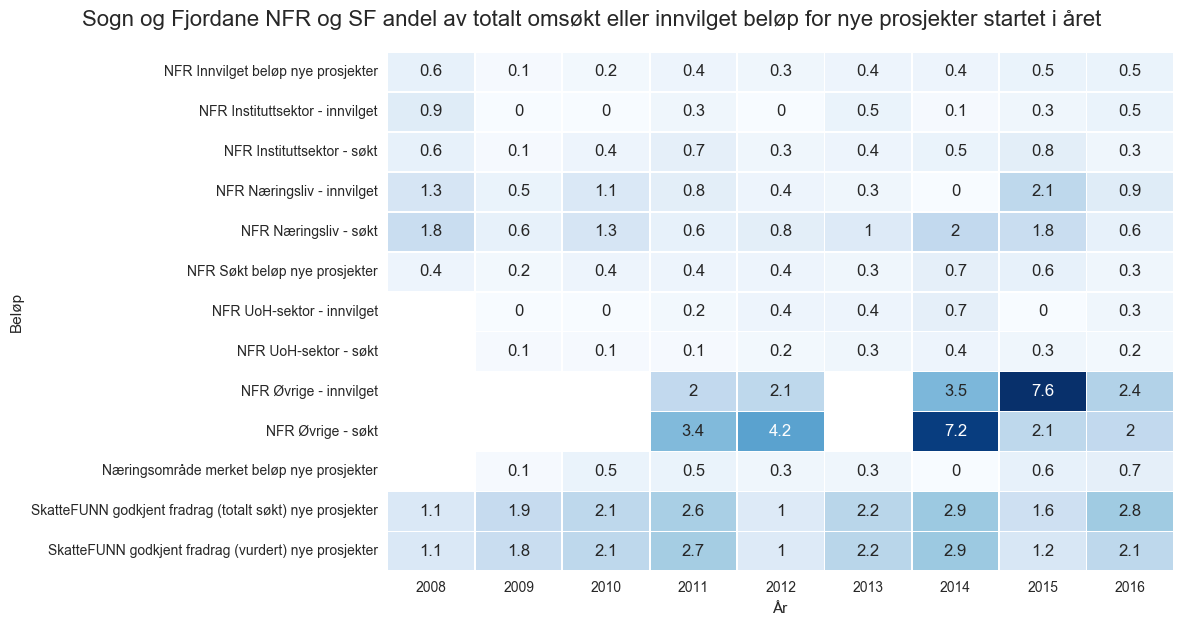 Sogn og Fjordane NFR og SF andel av totalt omsøkt eller innvilget beløp for nye prosjekter startet i året
Beløp
NFR Innvilget beløp nye prosjekter 0.6 0.1 0.2 0.4 0.3 0.4 0.4 0.5 0.5
NFR Instituttsektor - innvilget 0.9 0 0 0.3 0 0.5 0.1 0.3 0.5
NFR Instituttsektor - søkt 0.6 0.1 0.4 0.7 0.3 0.4 0.5 0.8 0.3
NFR Næringsliv - innvilget 1.3 0.5 1.1 0.8 0.4 0.3 0 2.1 0.9
NFR Næringsliv - søkt 1.8 0.6 1.3 0.6 0.8 1 2 1.8 0.6
NFR Søkt beløp nye prosjekter 0.4 0.2 0.4 0.4 0.4 0.3 0.7 0.6 0.3
NFR UoH-sektor - innvilget 0 0 0.2 0.4 0.4 0.7 0 0.3
NFR UoH-sektor - søkt 0.1 0.1 0.1 0.2 0.3 0.4 0.3 0.2
NFR Øvrige - innvilget 2 2.1 3.5 7.6 2.4
NFR Øvrige - søkt 3.4 4.2 7.2 2.1 2
Næringsområde merket beløp nye prosjekter 0.1 0.5 0.5 0.3 0.3 0 0.6 0.7
SkatteFUNN godkjent fradrag (totalt søkt) nye prosjekter 1.1 1.9 2.1 2.6 1 2.2 2.9 1.6 2.8
SkatteFUNN godkjent fradrag (vurdert) nye prosjekter 1.1 1.8 2.1 2.7 1 2.2 2.9 1.2 2.1
2008 2009 2010 2011 2012 2013 2014 2015 2016
År